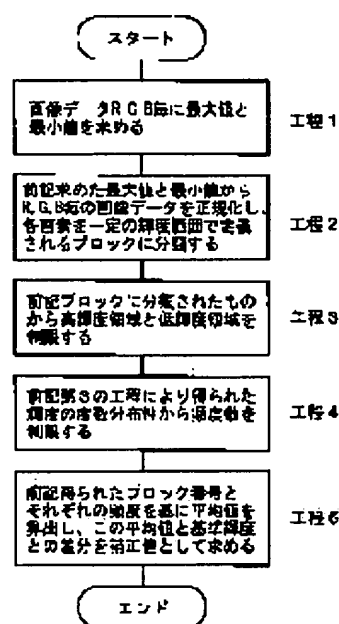 スタート
画像データR G B毎に最大値と
最小値を求める
工程1
前記求めた最大値と最小値から
R,G,B毎の画像データを正規化し、
各画素を一定の輝度範囲で定義
されるブロックに分割する
工程2
前記ブロックに分割されたもの
から高輝度領域と低輝度領域を
制限する
工程3
前記第3の工程により得られた
輝度の度数分布 から 度数を
制限する
工程4
前記得られたブロック番号と
それぞれの頻度を基に平均値を
算出し、この平均値と基準輝度
との差分を補正値として求める
工程5
エンド